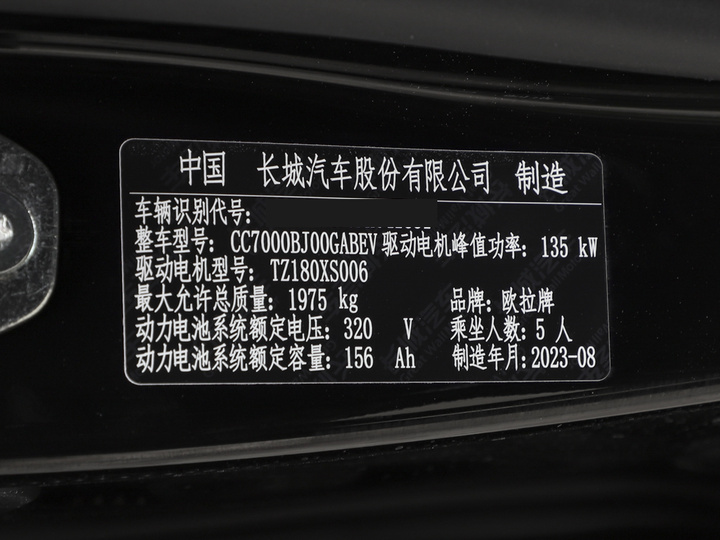 中国 长城汽车股份有限公司 制造
车辆识别代号:
整车型号: CC7000BJ00GABEV 驱动电机峰值功率: 135 kW
驱动电机型号: TZ180XS006
最大允许总质量: 1975 kg 品牌: 欧拉牌
动力电池系统额定电压: 320 V 乘坐人数: 5 人
动力电池系统额定容量: 156 Ah 制造年月: 2023-08